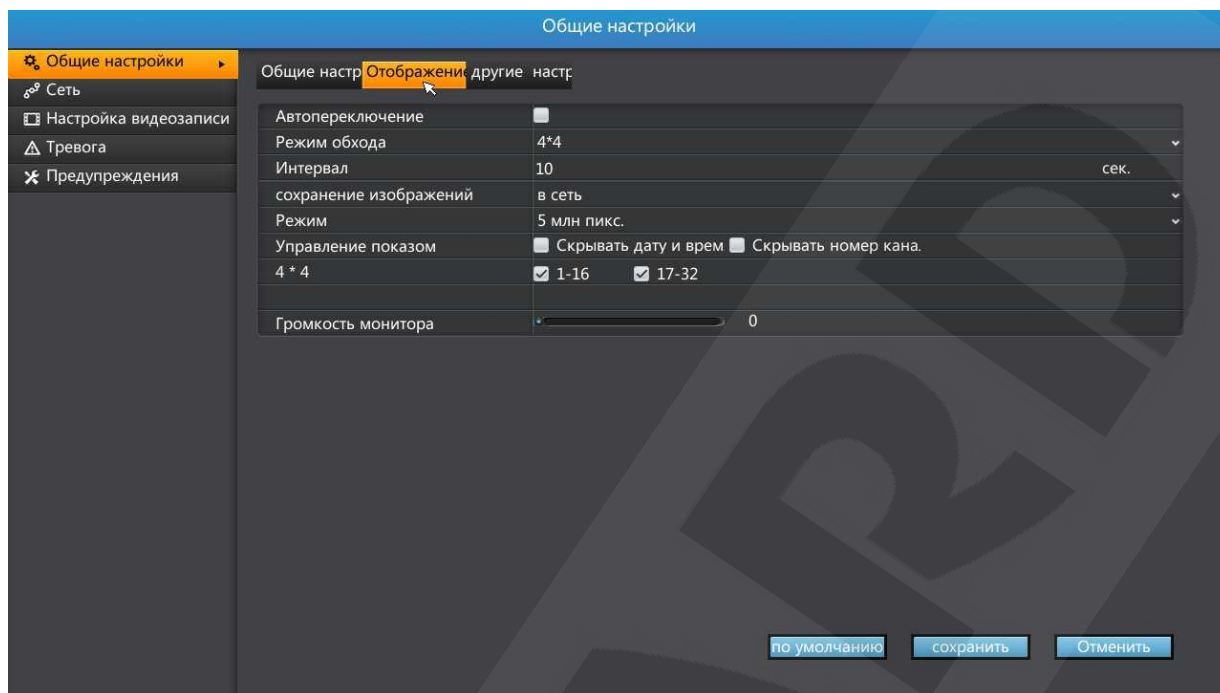 Общие настройки
Общие настройки
Сеть
Настройка видеозаписи
Тревога
Предупреждения
Общие настр Отображени другие настр
Автопереключение
Режим обхода 4*4
Интервал 10 сек.
сохранение изображений в сеть
Режим 5 млн пикс.
Управление показом Скрывать дату и врем Скрывать номер кана.
4 * 4 1-16 17-32
Громкость монитора 0
по умолчанию сохранить Отменить